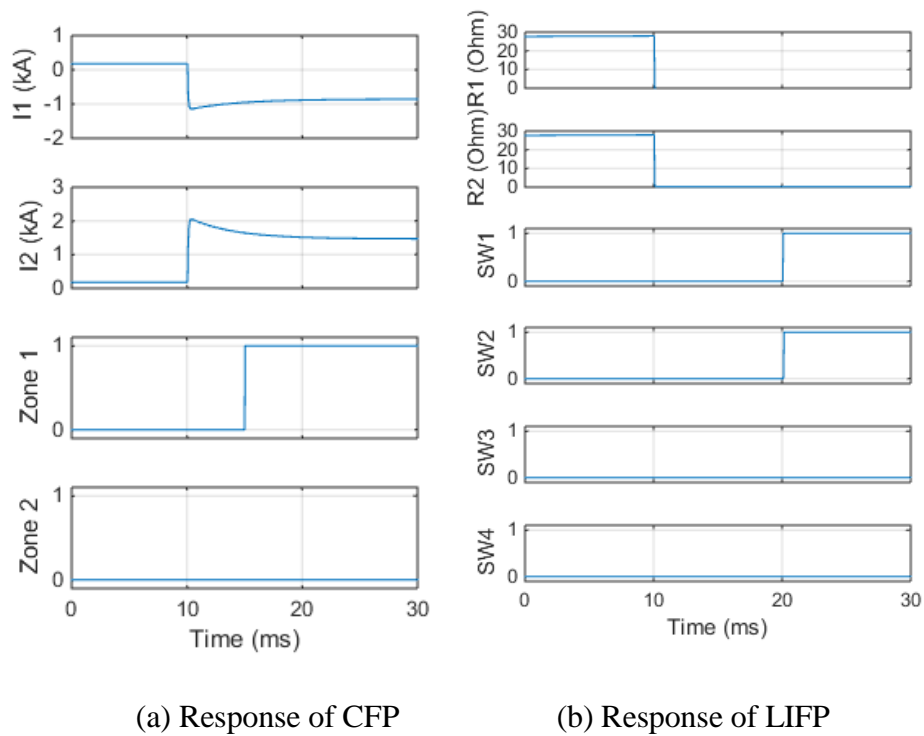 I1 (kA)
1
0
-1
-2
I2 (kA)
3
2
1
0
Zone 1
1
0
Zone 2
1
0
0
10
20
30
Time (ms)
R1 (Ohm)
30
20
10
0
R2 (Ohm)
30
20
10
0
SW1
1
0
SW2
1
0
SW3
1
0
SW4
1
0
0
10
20
30
Time (ms)
(a) Response of CFP
(b) Response of LIFP